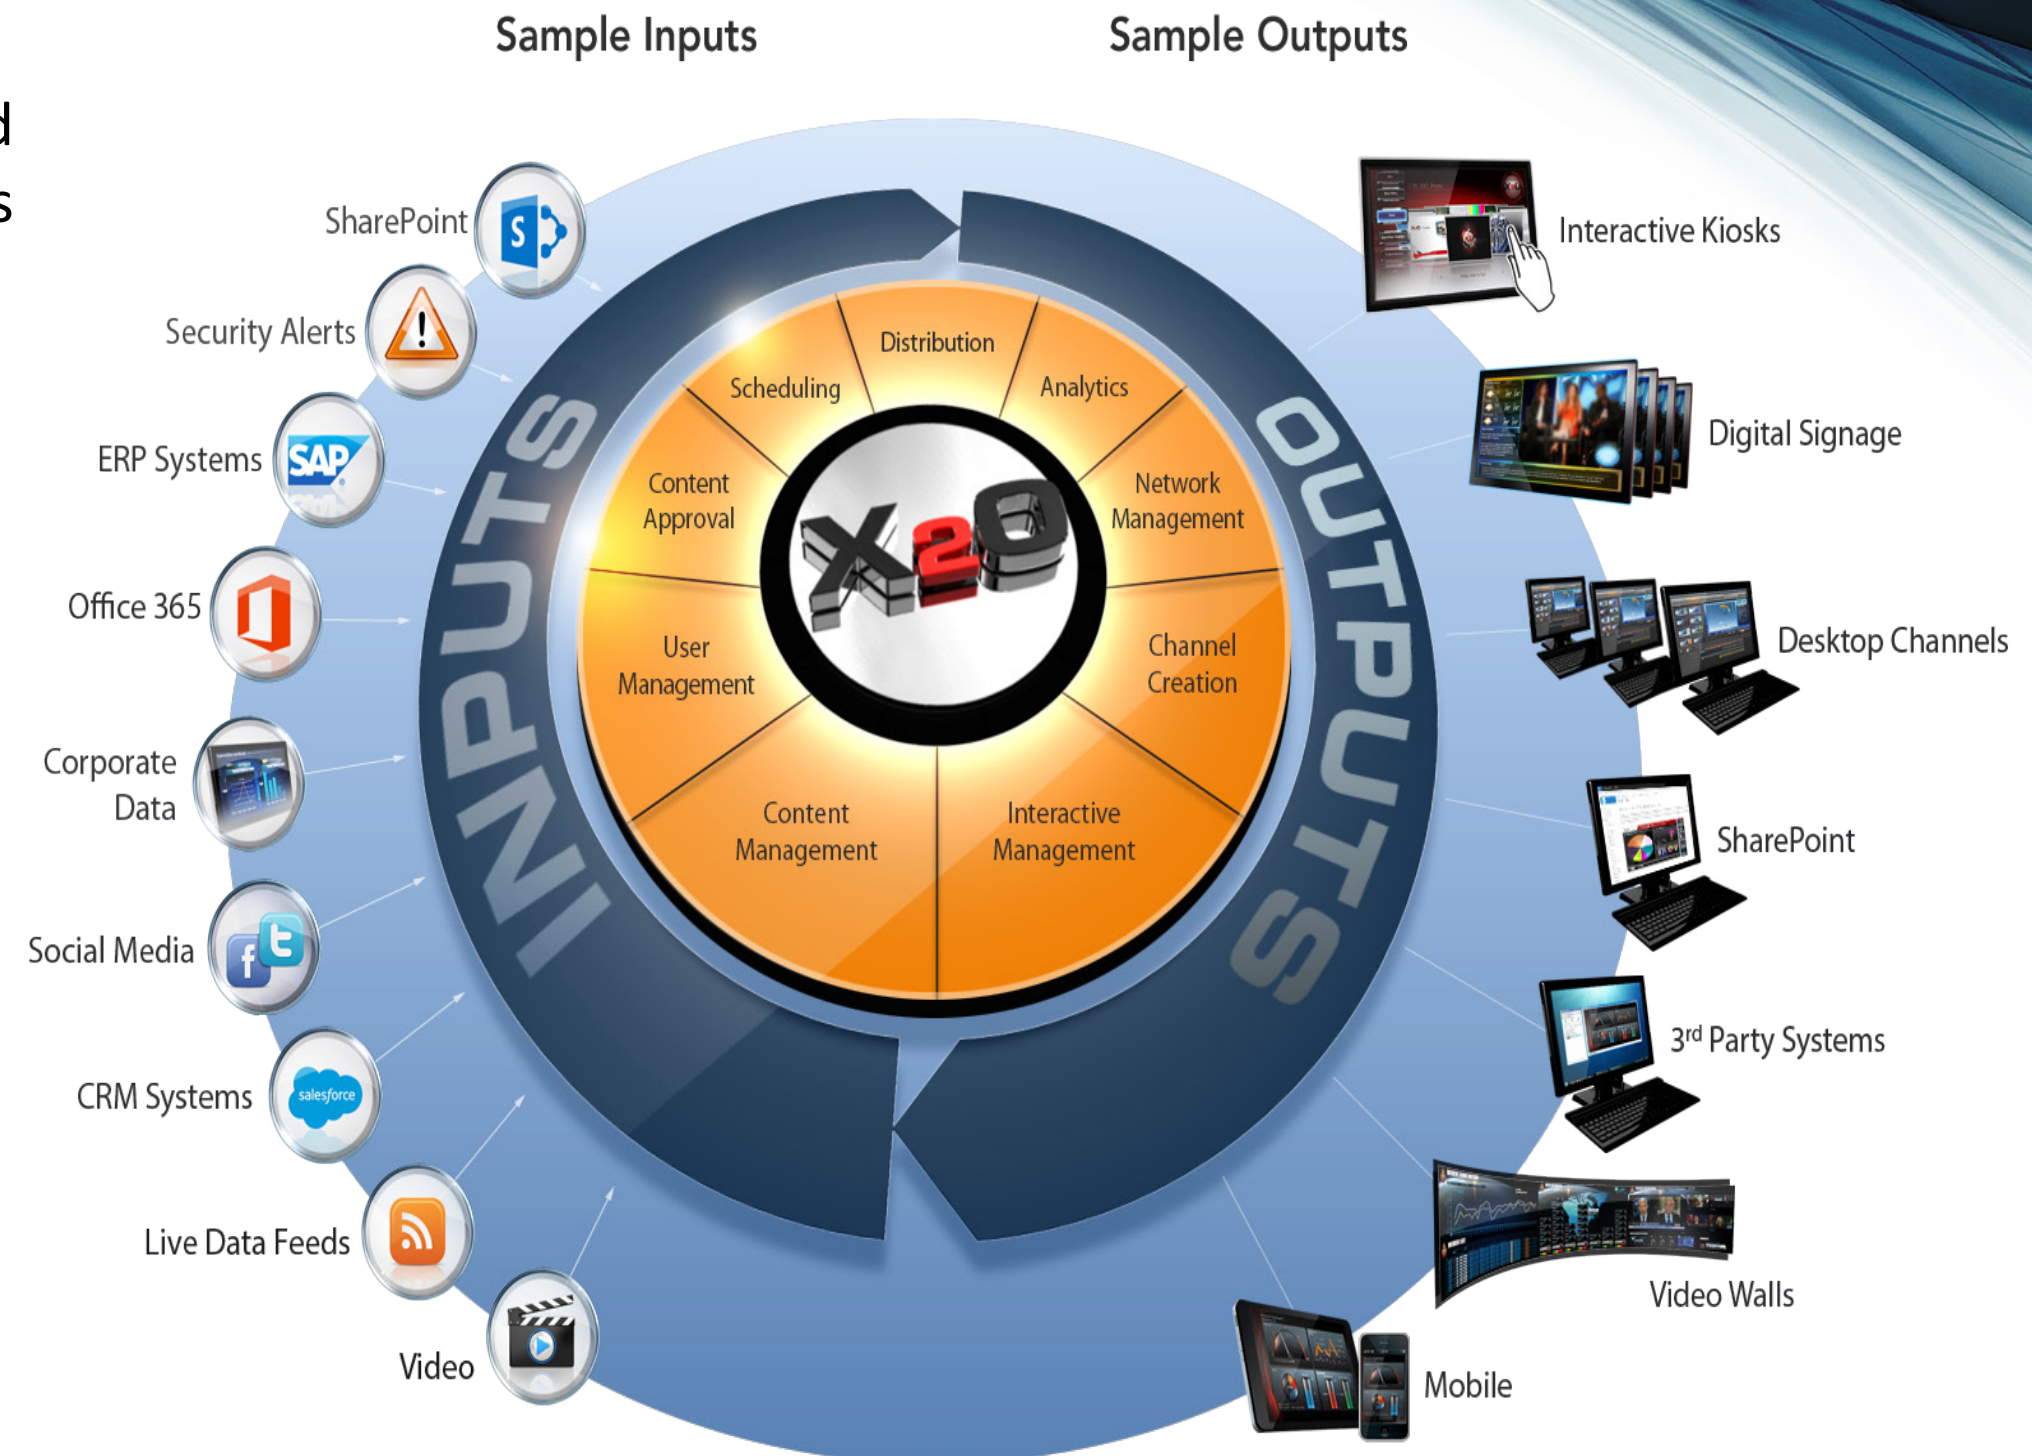 Sample Inputs
Sample Outputs
d
s
SharePoint
Security Alerts
ERP Systems
SAP
Office 365
Corporate
Data
Social Media
CRM Systems
salesforce
Live Data Feeds
Video
INPUTS
Distribution
Scheduling
Analytics
Content
Approval
Network
Management
User
Management
Channel
Creation
Content
Management
Interactive
Management
X2O
OUTPUTS
Interactive Kiosks
Digital Signage
Desktop Channels
SharePoint
3rd Party Systems
Video Walls
Mobile